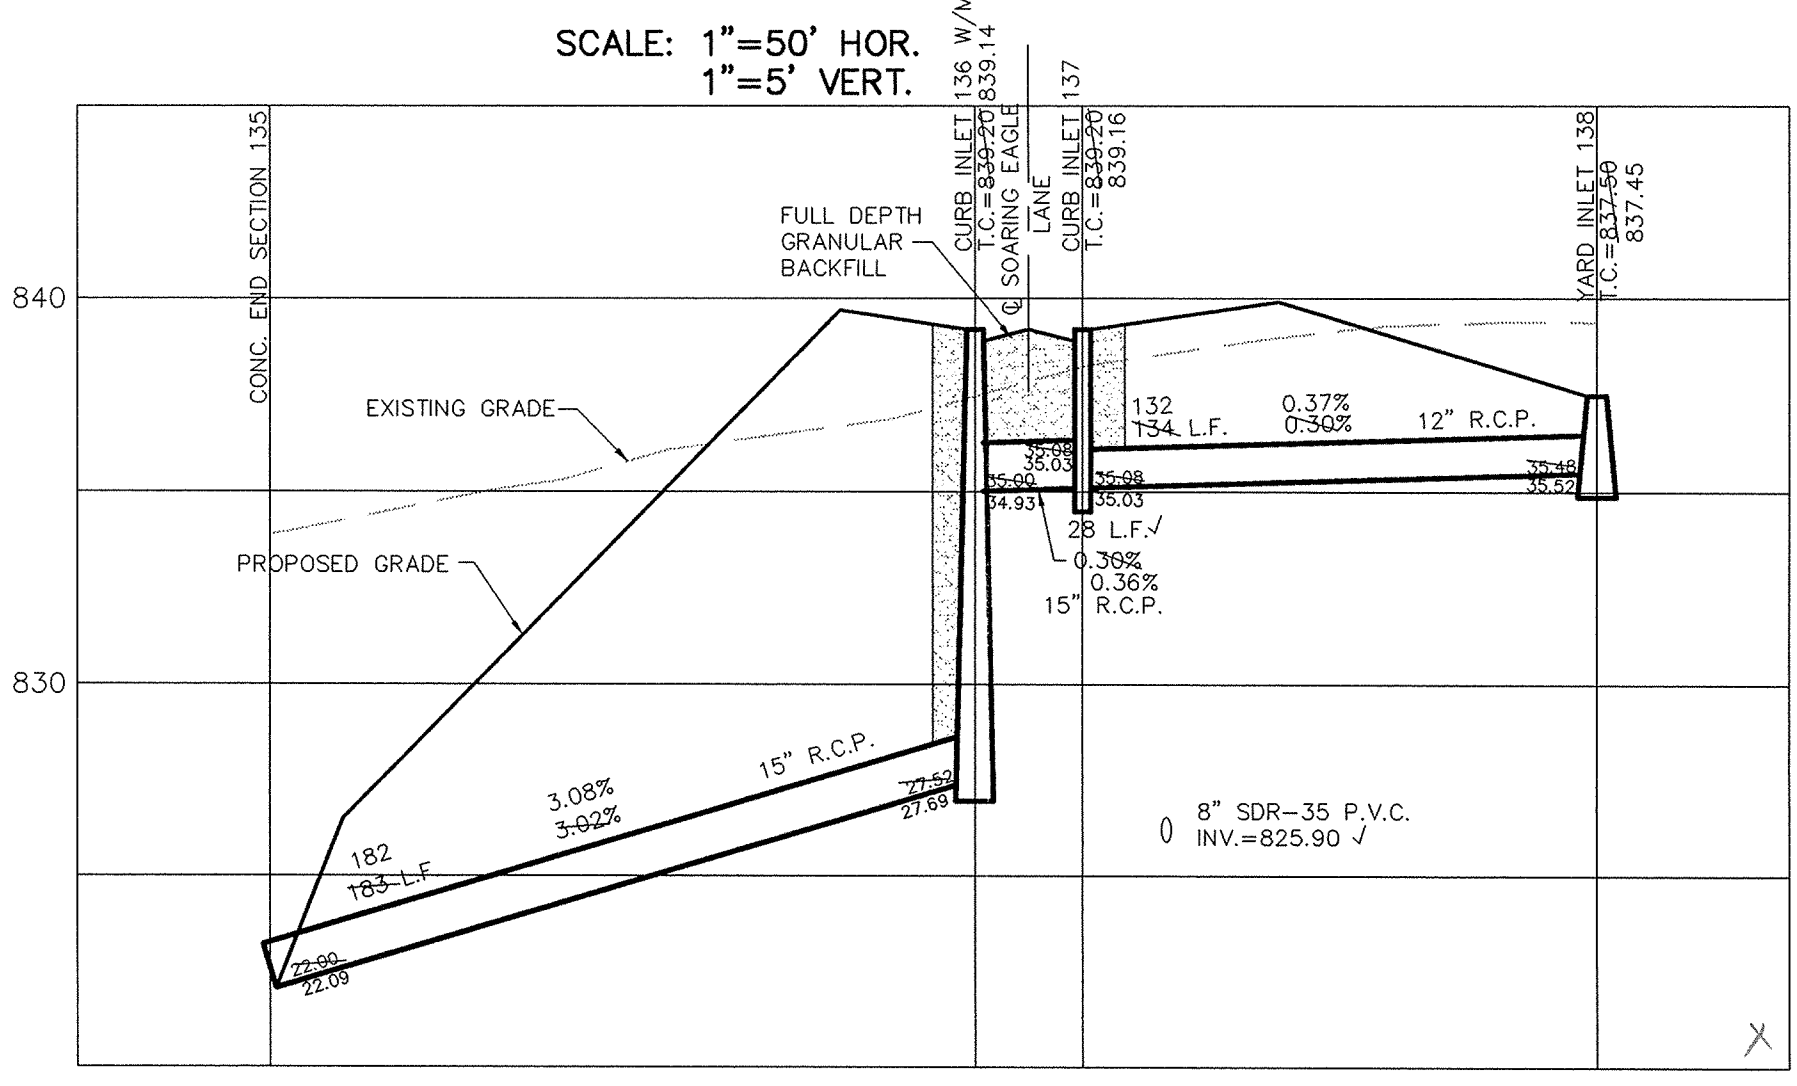 SCALE: 1"=50' HOR.
1"=5' VERT.
CONC. END SECTION 135
CURB INLET 136 W/M
T.C.=839.20 839.14
℄ SOARING EAGLE
LANE
CURB INLET 137
T.C.=839.20
839.16
YARD INLET 138
T.C.=837.50
837.45
FULL DEPTH
GRANULAR
BACKFILL
840
EXISTING GRADE
132
134 L.F.
0.37%
0.30%
12" R.C.P.
35.08
35.03
35.00
34.93
35.08
35.03
35.48
35.52
28 L.F.√
0.30%
0.36%
15" R.C.P.
PROPOSED GRADE
830
15" R.C.P.
3.08%
3.02%
27.52
27.69
8" SDR-35 P.V.C.
INV.=825.90 √
182
183 L.F.
22.00
22.09
X